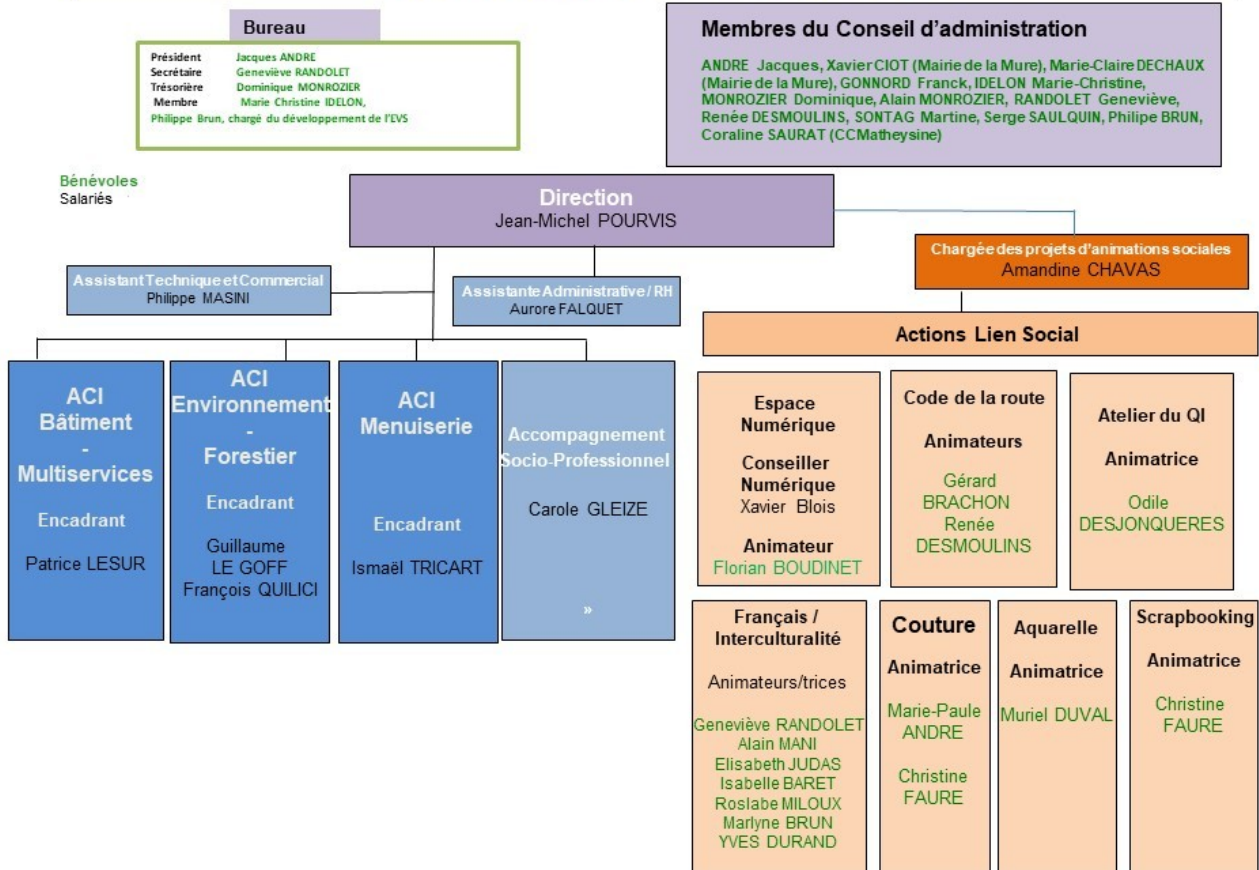 Bureau
Président Jacques ANDRE
Secrétaire Geneviève RANDOLET
Trésorière Dominique MONROZIER
Membre Marie Christine IDELON,
Philippe Brun, chargé du développement de l'EVS
Membres du Conseil d'administration
ANDRE Jacques, Xavier CIOT (Mairie de la Mure), Marie-Claire DECHAUX
(Mairie de la Mure), GONNORD Franck, IDELON Marie-Christine,
MONROZIER Dominique, Alain MONROZIER, RANDOLET Geneviève,
Renée DESMOULINS, SONTAG Martine, Serge SAULQUIN, Philipe BRUN,
Coraline SAURAT (CCMatheysine)
Bénévoles
Salariés
Direction
Jean-Michel POURVIS
Chargée des projets d'animations sociales
Amandine CHAVAS
Assistant Technique et Commercial
Philippe MASINI
Assistante Administrative / RH
Aurore FALQUET
Actions Lien Social
ACI
Bâtiment
-
Multiservices
Encadrant
Patrice LESUR
ACI
Environnement
-
Forestier
Encadrant
Guillaume
LE GOFF
François QUILICI
ACI
Menuiserie
Encadrant
Ismaël TRICART
Accompagnement
Socio-Professionnel
Carole GLEIZE
»
Espace
Numérique
Conseiller
Numérique
Xavier Blois
Animateur
Florian BOUDINET
Code de la route
Animateurs
Gérard
BRACHON
Renée
DESMOULINS
Atelier du QI
Animatrice
Odile
DESJONQUERES
Français /
Interculturalité
Animateurs/trices
Geneviève RANDOLET
Alain MANI
Elisabeth JUDAS
Isabelle BARET
Roslabe MILOUX
Marlyne BRUN
YVES DURAND
Couture
Animatrice
Marie-Paule
ANDRE
Christine
FAURE
Aquarelle
Animatrice
Muriel DUVAL
Scrapbooking
Animatrice
Christine
FAURE